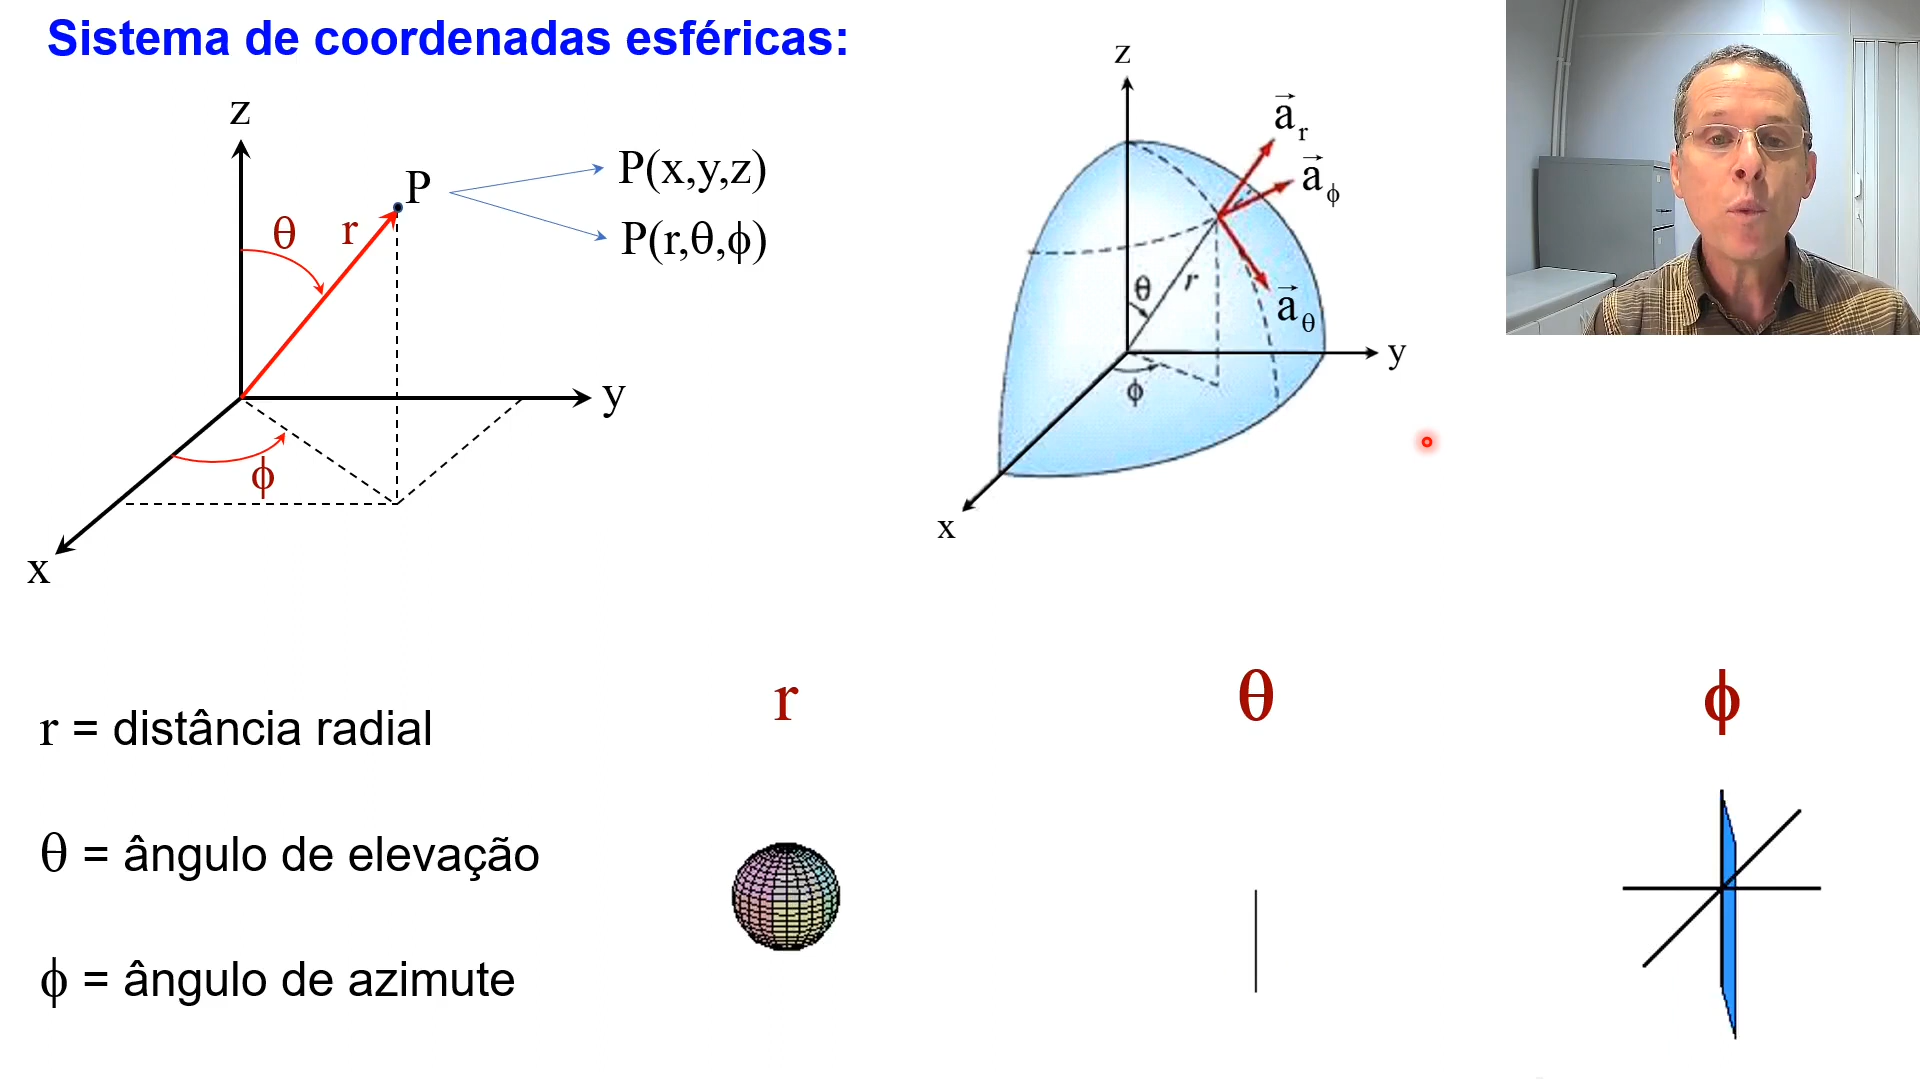 Sistema de coordenadas esféricas:
z
P
P(x,y,z)
θ
r
P(r,θ,ϕ)
y
ϕ
x
z
a⃗r
a⃗ϕ
θ
r
a⃗θ
y
ϕ
x
r
θ
ϕ
r = distância radial
θ = ângulo de elevação
ϕ = ângulo de azimute